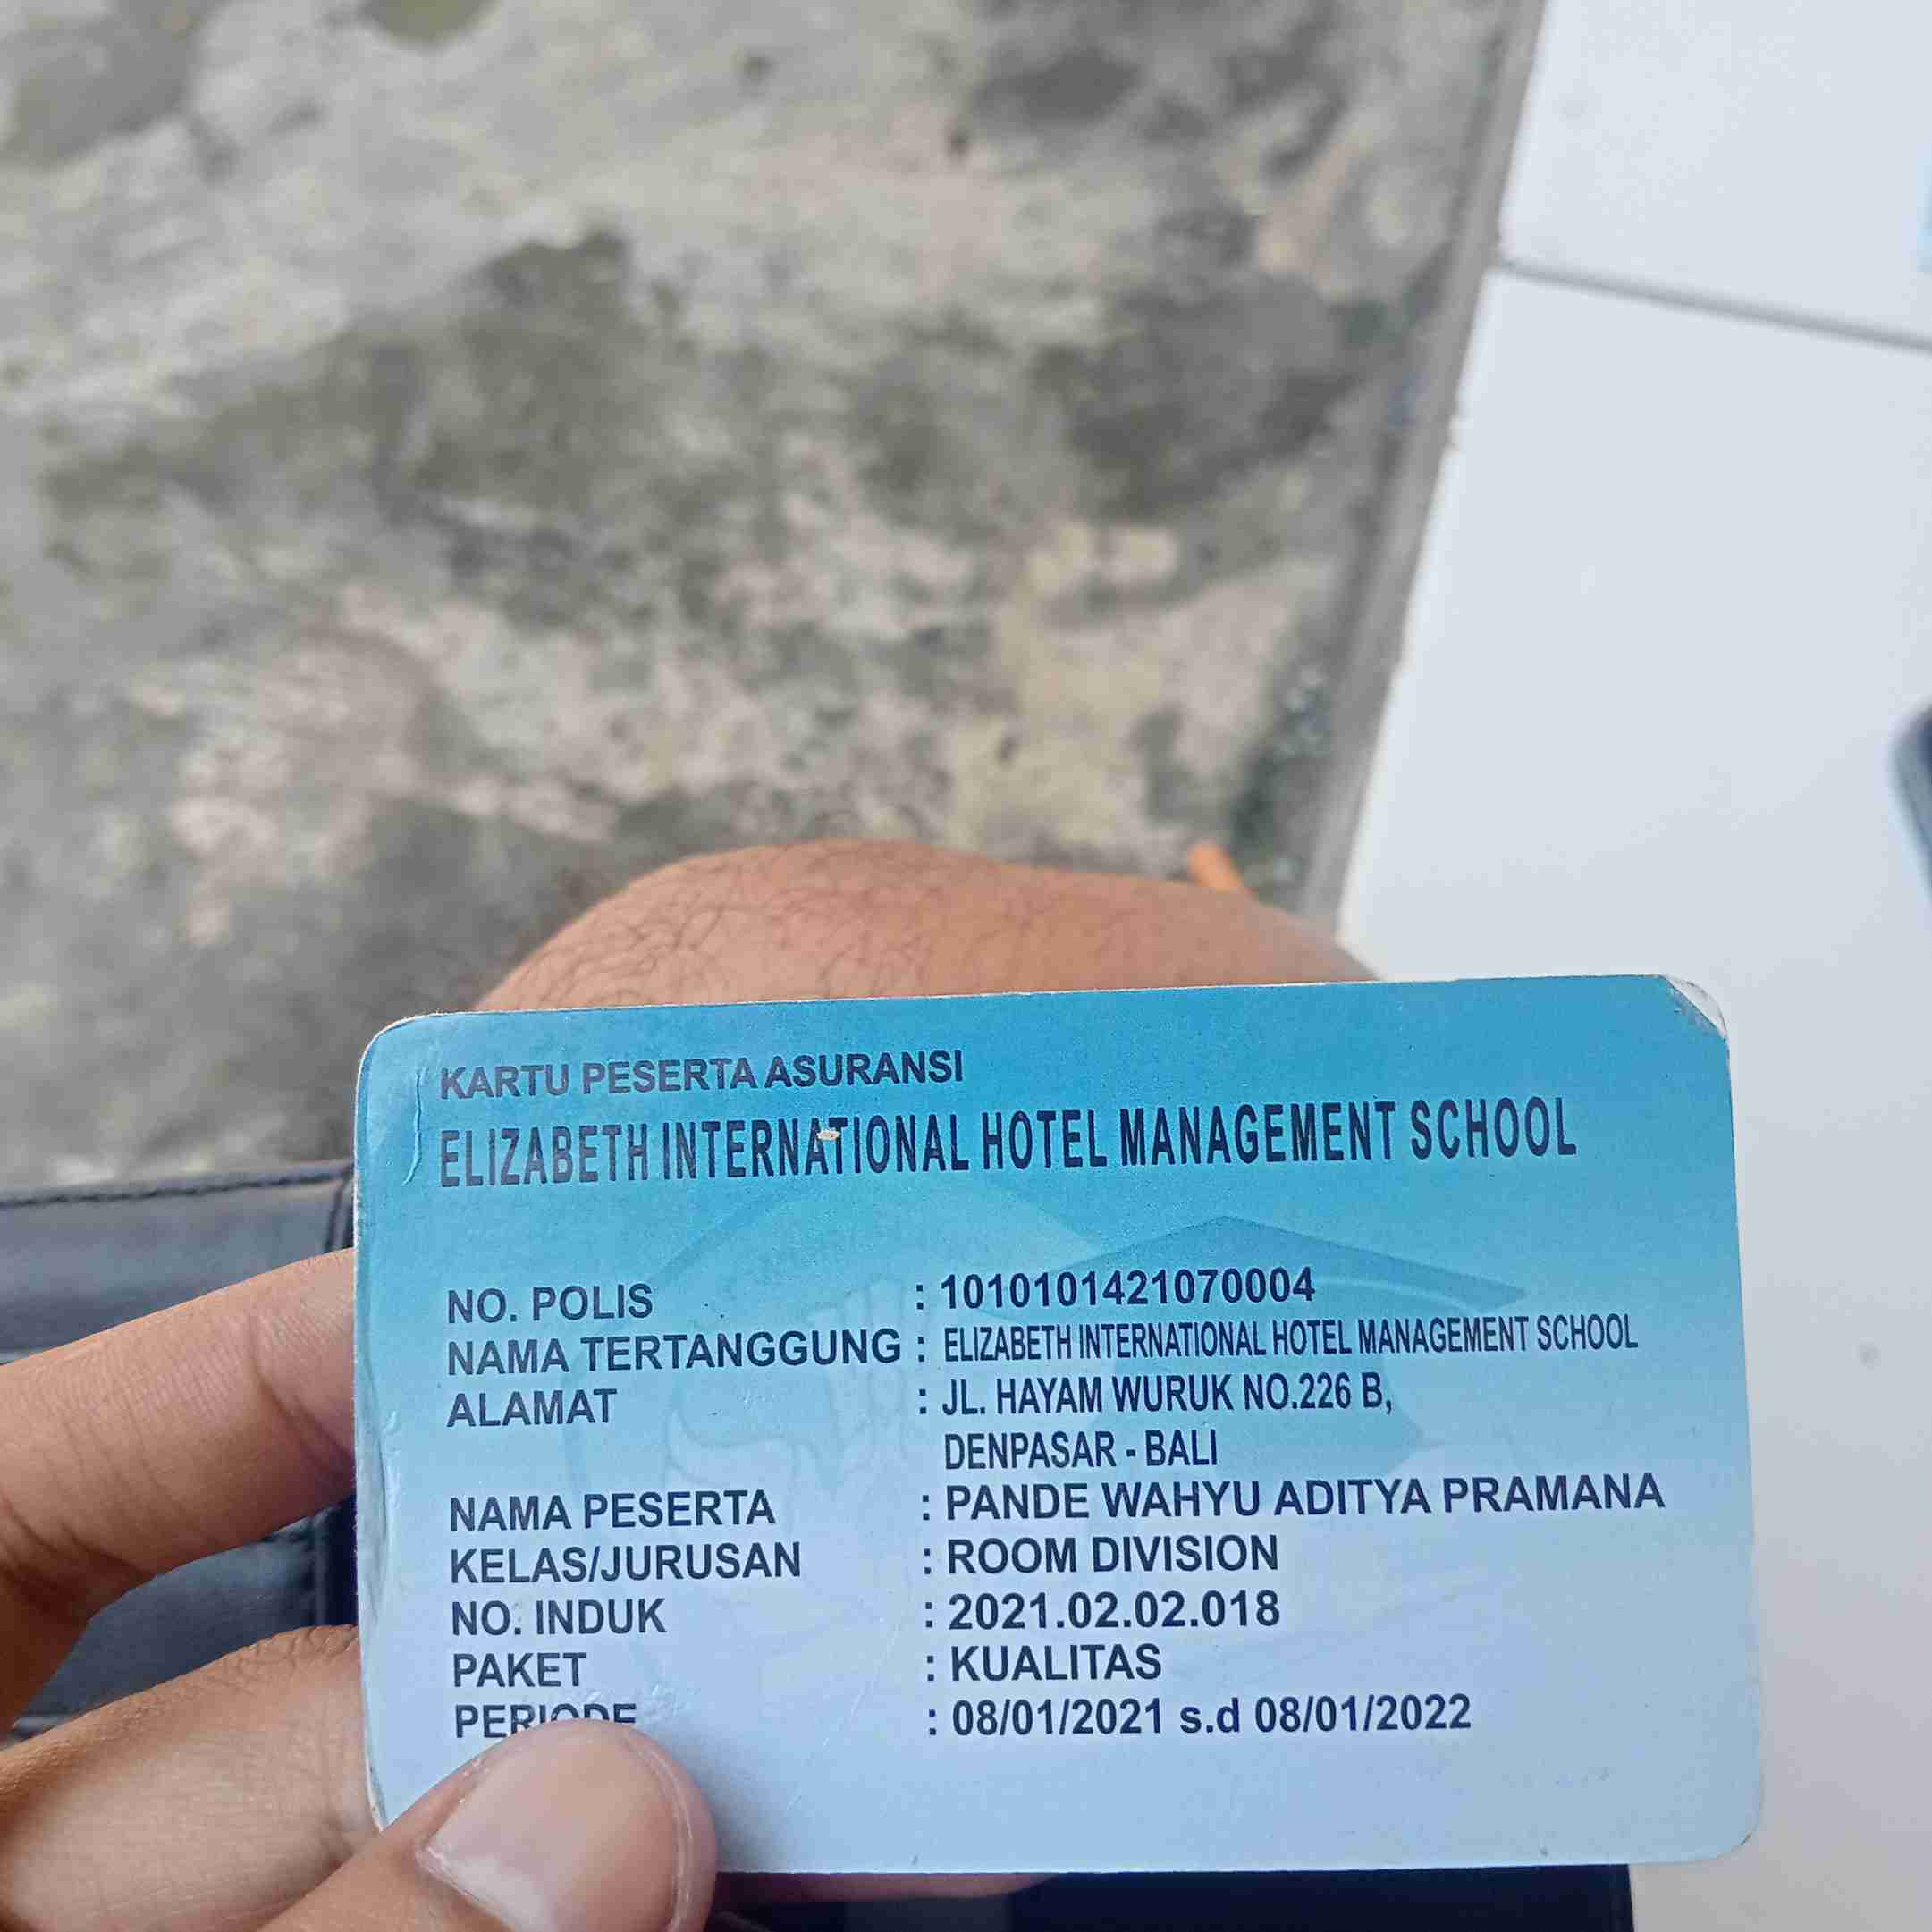 KARTU PESERTA ASURANSI
ELIZABETH INTERNATIONAL HOTEL MANAGEMENT SCHOOL
NO. POLIS : 1010101421070004
NAMA TERTANGGUNG : ELIZABETH INTERNATIONAL HOTEL MANAGEMENT SCHOOL
ALAMAT : JL. HAYAM WURUK NO.226 B,
DENPASAR - BALI
NAMA PESERTA : PANDE WAHYU ADITYA PRAMANA
KELAS/JURUSAN : ROOM DIVISION
NO. INDUK : 2021.02.02.018
PAKET : KUALITAS
PERIODE : 08/01/2021 s.d 08/01/2022